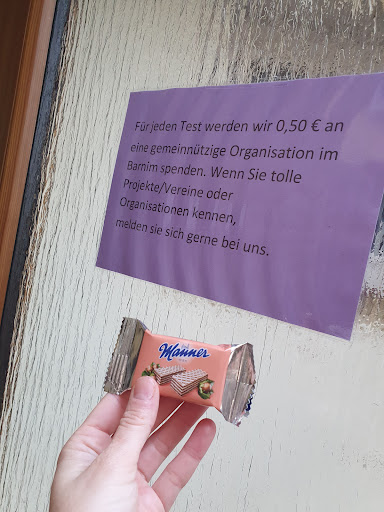 Für jeden Test werden wir 0,50 € an
eine gemeinnützige Organisation im
Barnim spenden. Wenn Sie tolle
Projekte/Vereine oder
Organisationen kennen,
melden sie sich gerne bei uns.
Manner